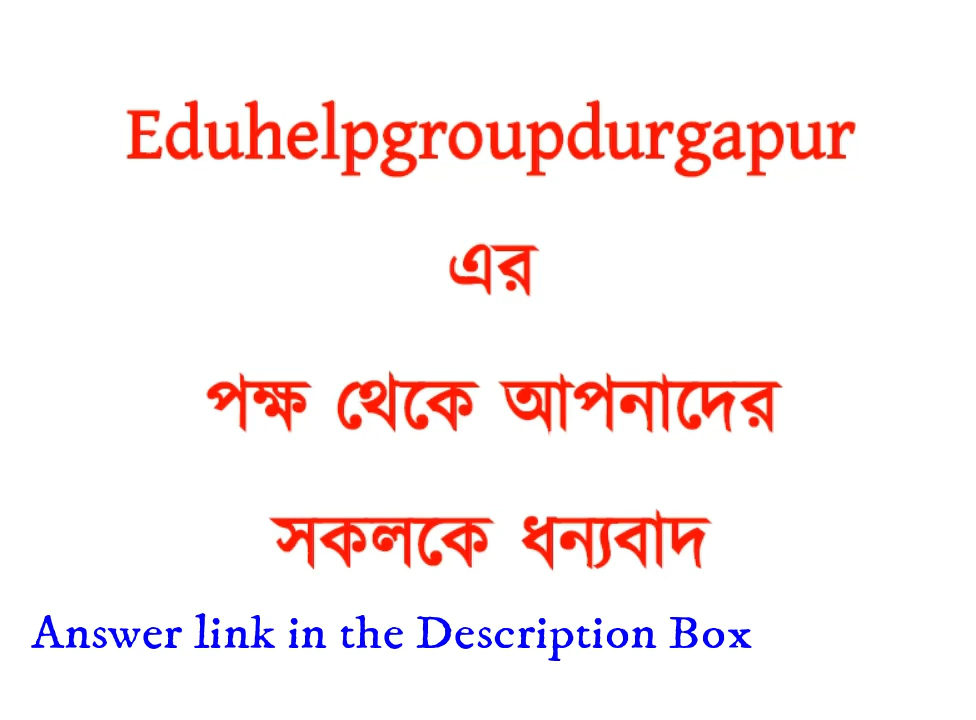 Eduhelpgroupdurgapur
এর
পক্ষ থেকে আপনাদের
সকলকে ধন্যবাদ
Answer link in the Description Box